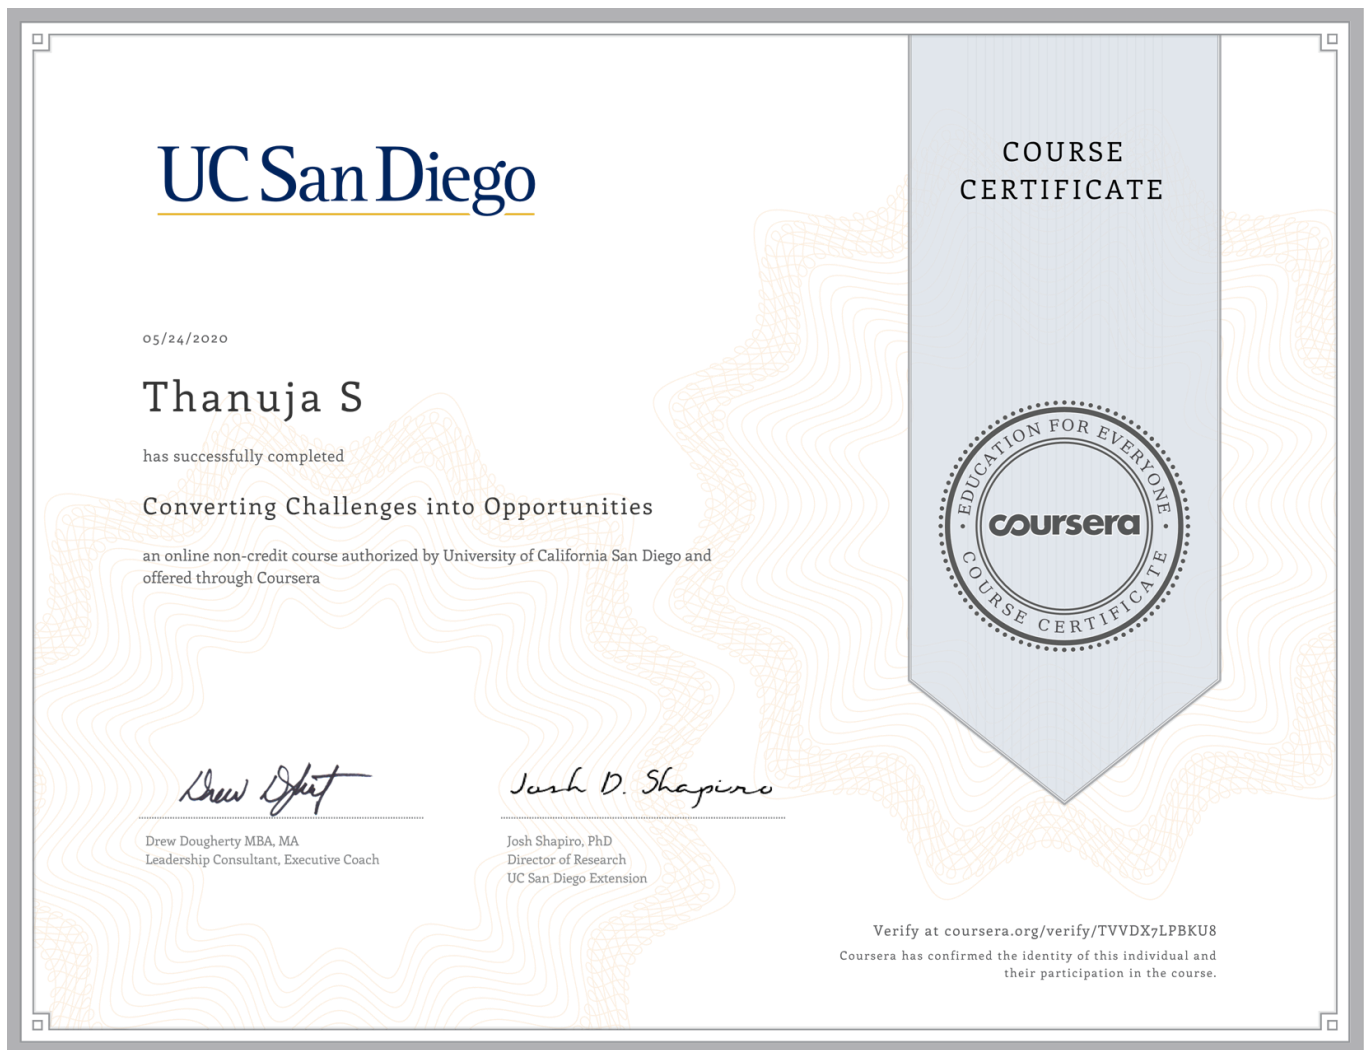 UC San Diego
COURSE
CERTIFICATE
05/24/2020
Thanuja S
has successfully completed
Converting Challenges into Opportunities
an online non-credit course authorized by University of California San Diego and
offered through Coursera
EDUCATION FOR EVERYONE
coursera
COURSE CERTIFICATE
Drew Dougherty MBA, MA
Leadership Consultant, Executive Coach
Josh D. Shapiro
Josh Shapiro, PhD
Director of Research
UC San Diego Extension
Verify at coursera.org/verify/TVVDX7LPBKU8
Coursera has confirmed the identity of this individual and
their participation in the course.